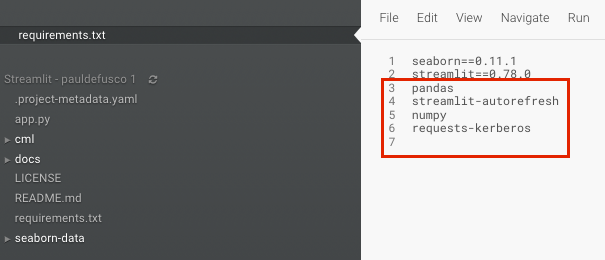 requirements.txt
Streamlit - pauldefusco 1
.project-metadata.yaml
app.py
cml
docs
LICENSE
README.md
requirements.txt
seaborn-data
File Edit View Navigate Run
1 seaborn==0.11.1
2 streamlit==0.78.0
3 pandas
4 streamlit-autorefresh
5 numpy
6 requests-kerberos
7